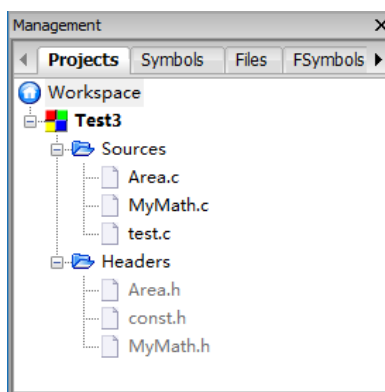 Management
Projects Symbols Files FSymbols
Workspace
Test3
Sources
Area.c
MyMath.c
test.c
Headers
Area.h
const.h
MyMath.h